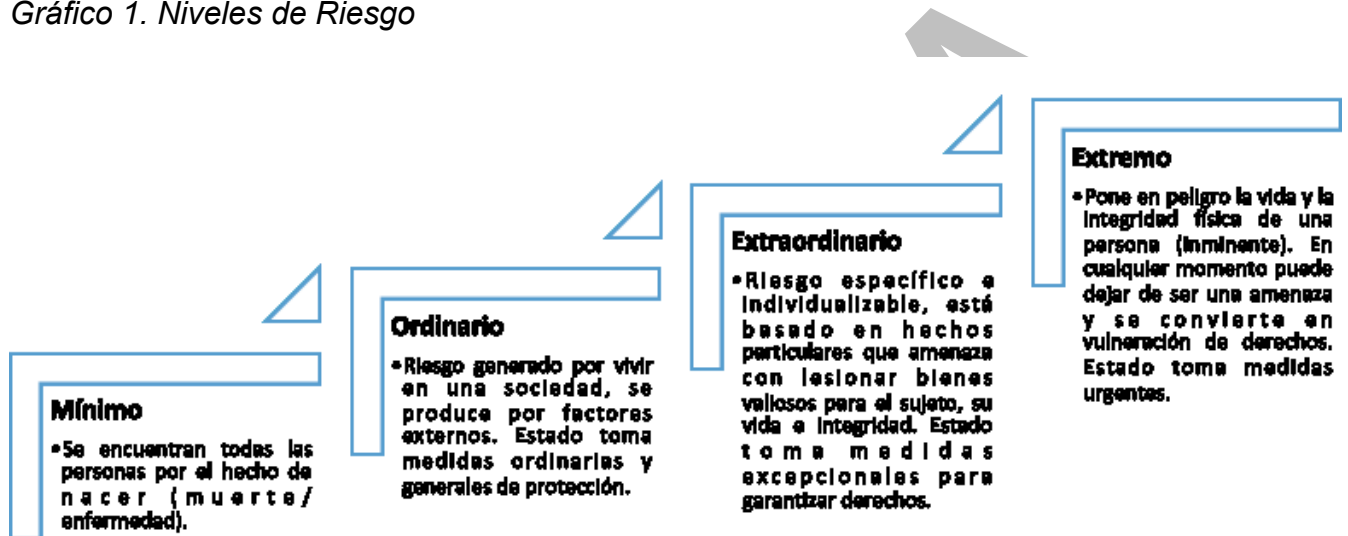 Gráfico 1. Niveles de Riesgo
Mínimo
•Se encuentran todas las
personas por el hecho de
nacer (muerte/
enfermedad).
Ordinario
•Riesgo generado por vivir
en una sociedad, se
produce por factores
externos. Estado toma
medidas ordinarias y
generales de protección.
Extraordinario
•Riesgo específico e
individualizable, está
basado en hechos
particulares que amenaza
con lesionar bienes
valiosos para el sujeto, su
vida e integridad. Estado
toma medidas
excepcionales para
garantizar derechos.
Extremo
•Pone en peligro la vida y la
integridad física de una
persona (inminente). En
cualquier momento puede
dejar de ser una amenaza
y se convierte en
vulneración de derechos.
Estado toma medidas
urgentes.